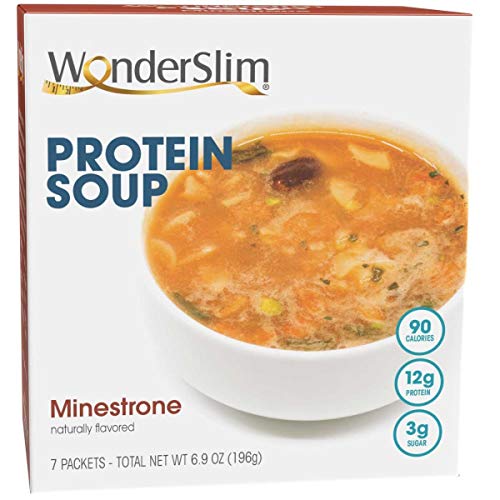 WonderSlim®
PROTEIN
SOUP
90
CALORIES
12g
PROTEIN
3g
SUGAR
Minestrone
naturally flavored
7 PACKETS - TOTAL NET WT 6.9 OZ (196g)